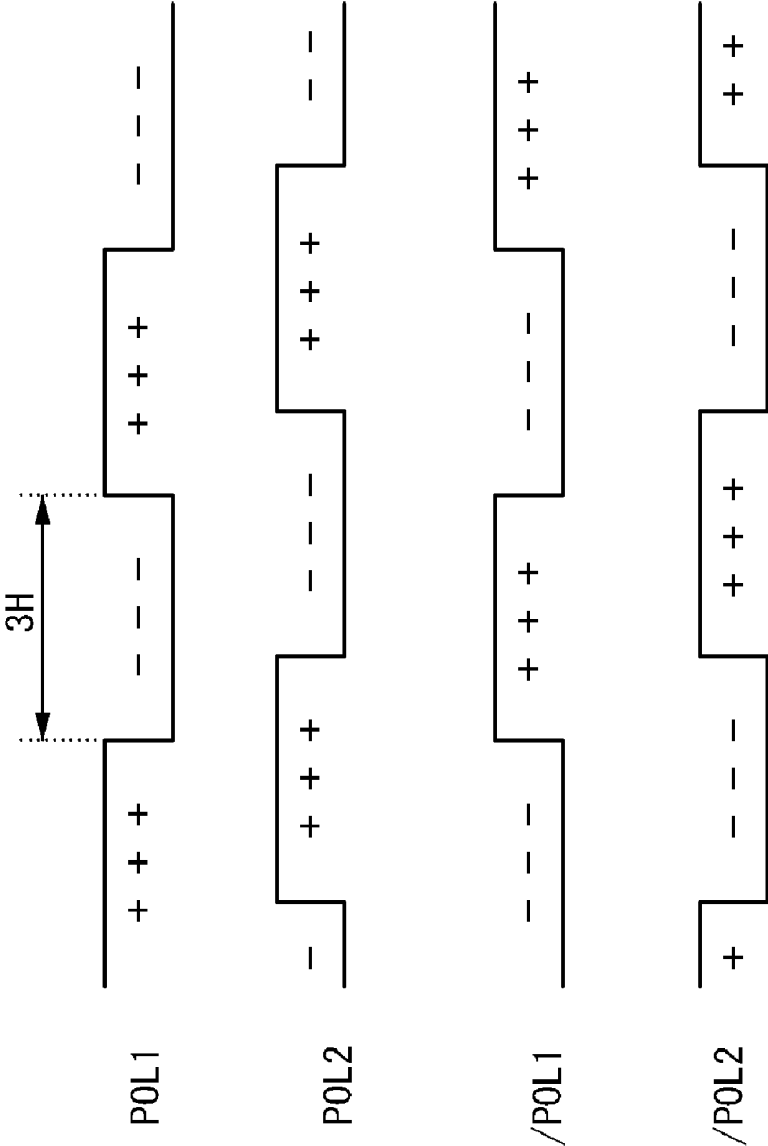 3H
POL1 + + + − − − + + + − − −
POL2 − + + + − − − + + + − −
/POL1 − − − + + + − − − + + +
/POL2 + − − − + + + − − − + +